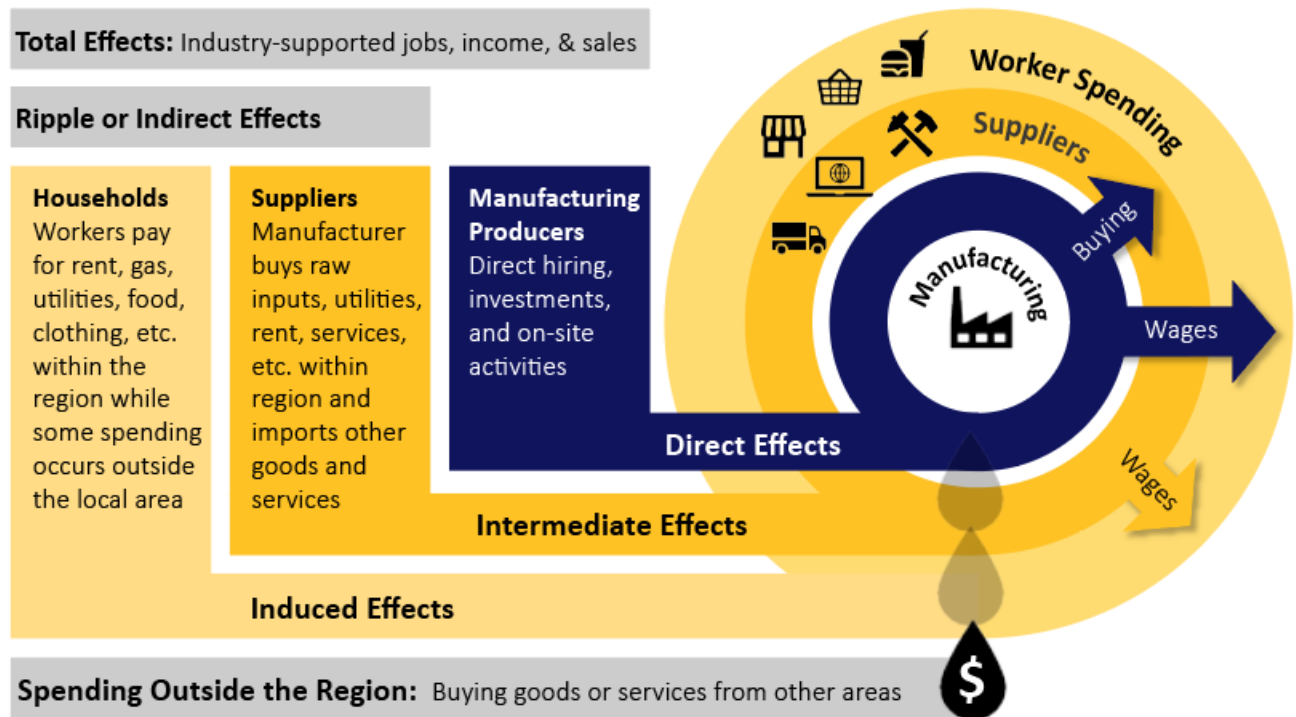 Total Effects: Industry-supported jobs, income, & sales
Ripple or Indirect Effects
Households
Workers pay
for rent, gas,
utilities, food,
clothing, etc.
within the
region while
some spending
occurs outside
the local area
Suppliers
Manufacturer
buys raw
inputs, utilities,
rent, services,
etc. within
region and
imports other
goods and
services
Manufacturing
Producers
Direct hiring,
investments,
and on-site
activities
Direct Effects
Intermediate Effects
Induced Effects
Spending Outside the Region: Buying goods or services from other areas
Worker Spending
Suppliers
Buying
Manufacturing
Wages
Wages
$